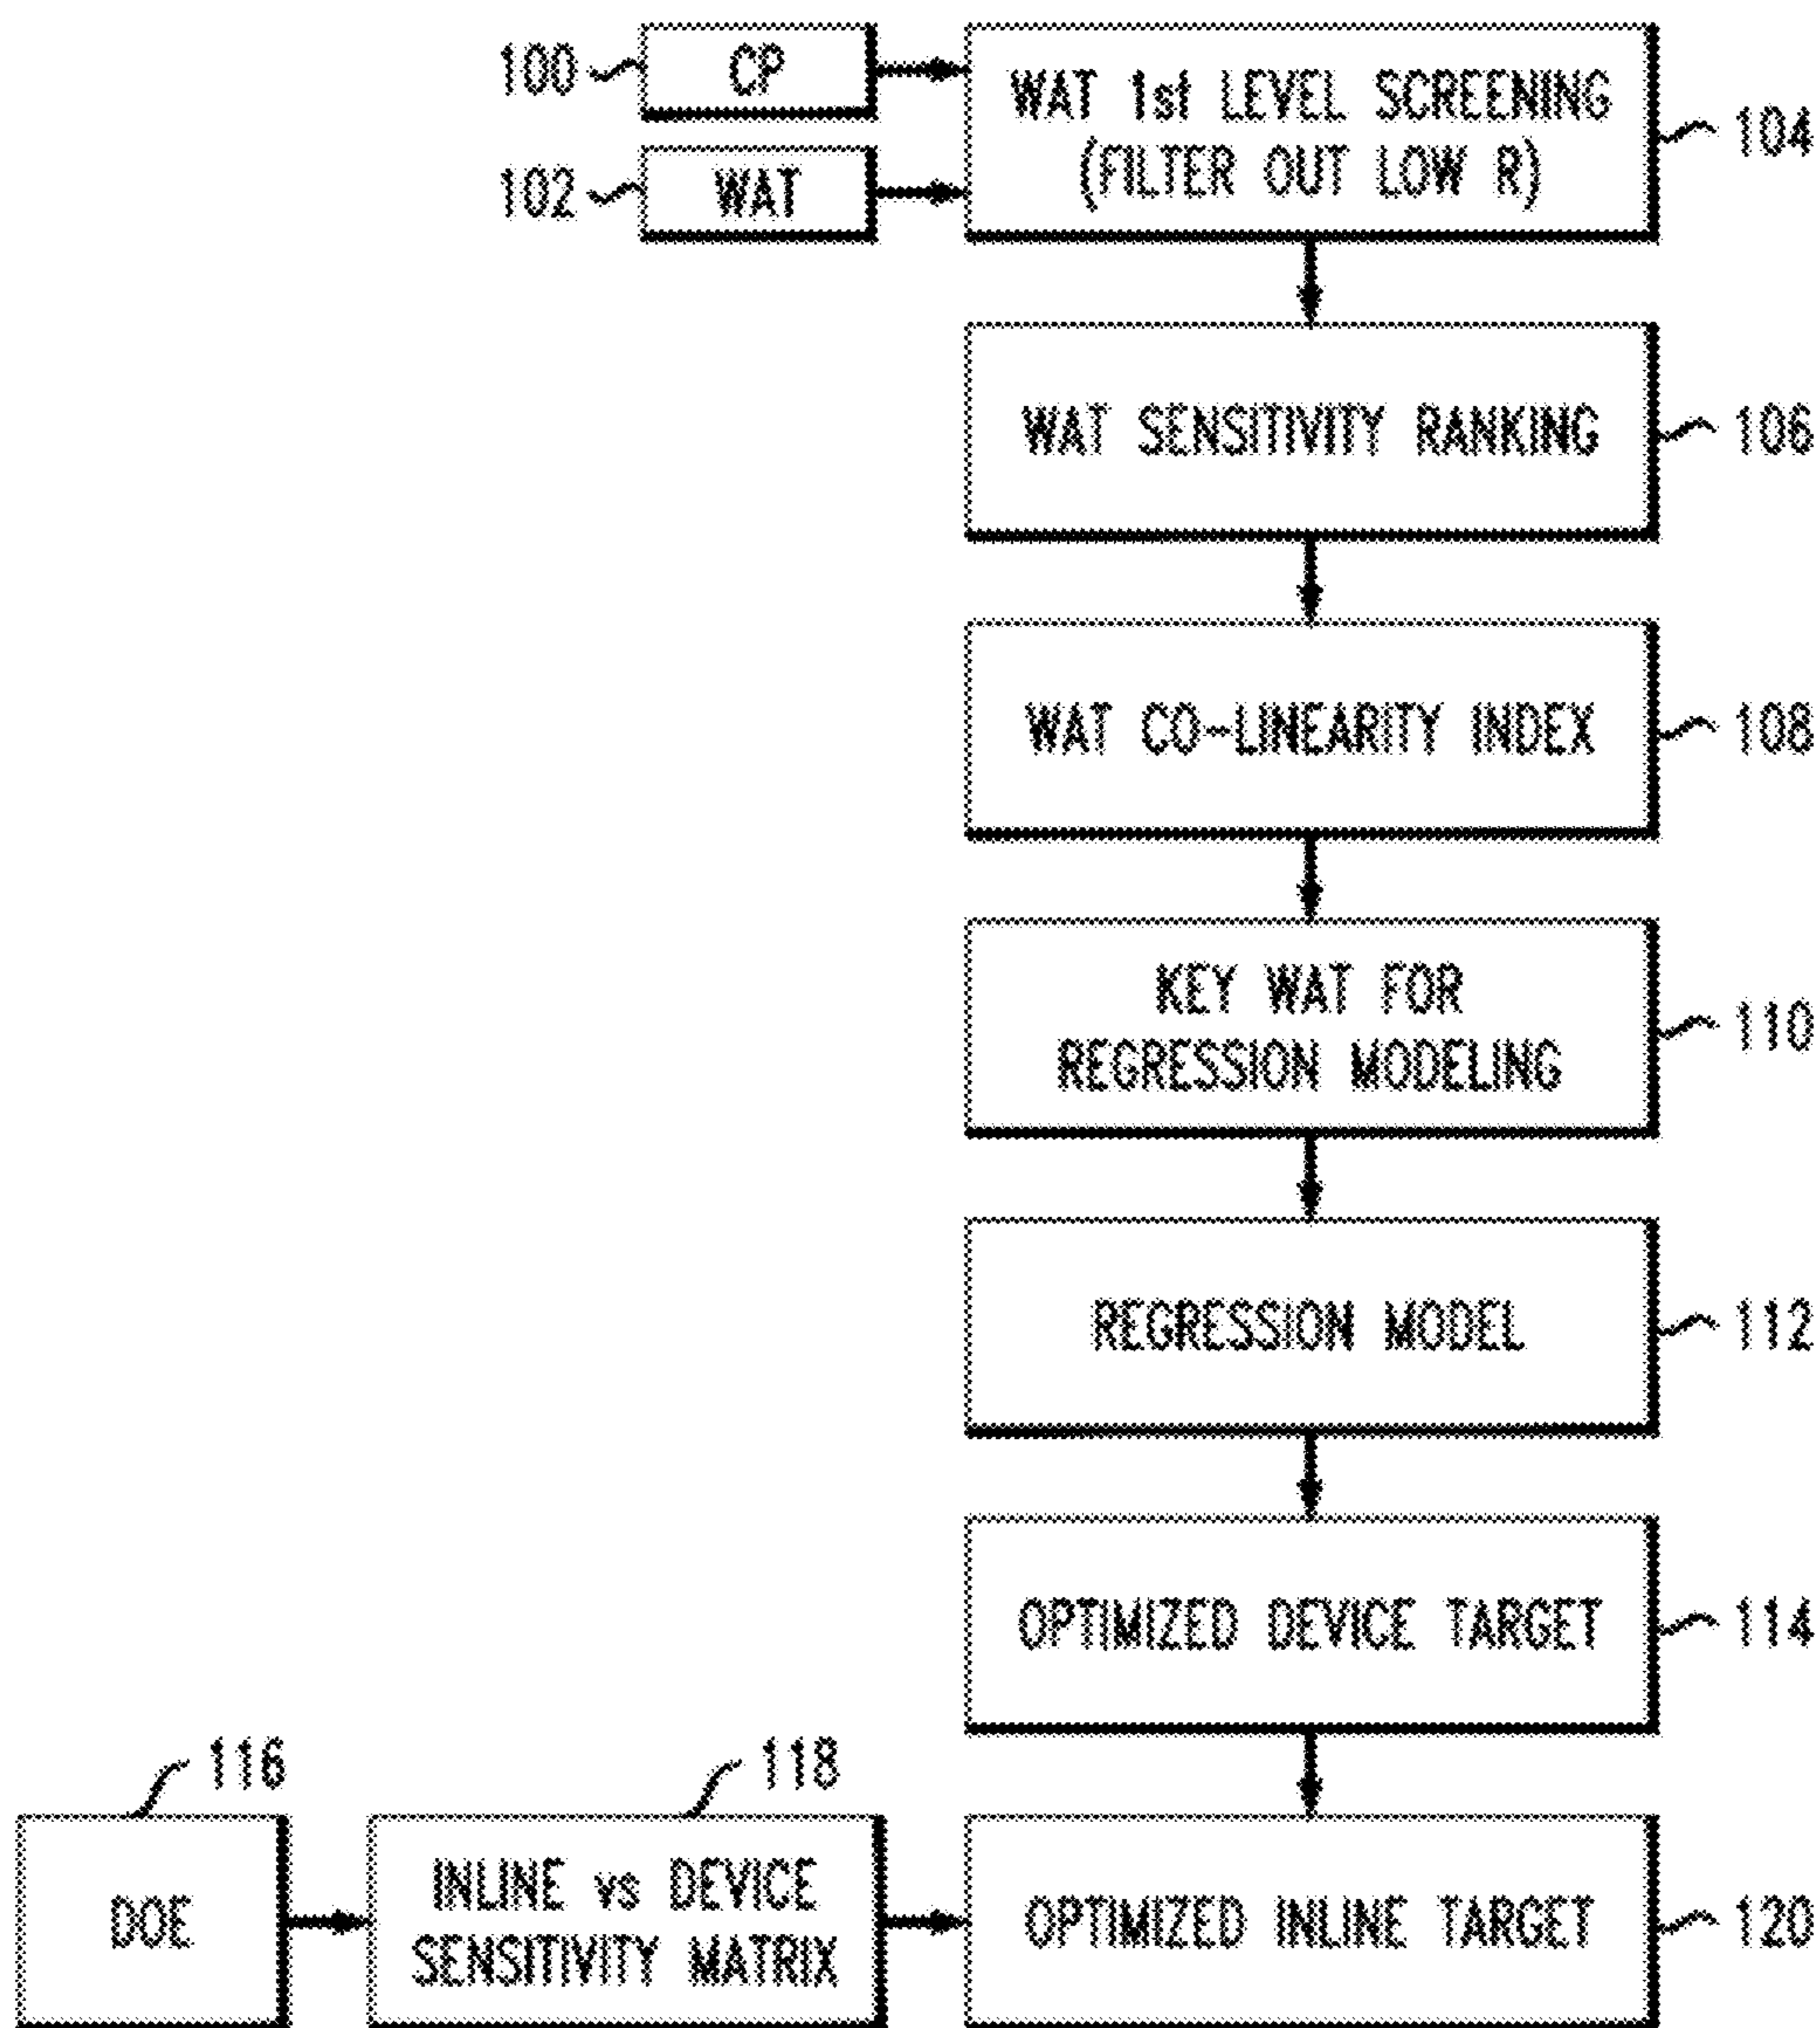 100
CP
WAT 1st LEVEL SCREENING
(FILTER OUT LOW R)
104
102
WAT
WAT SENSITIVITY RANKING
106
WAT CO-LINEARITY INDEX
108
KEY WAT FOR
REGRESSION MODELING
110
REGRESSION MODEL
112
OPTIMIZED DEVICE TARGET
114
116
118
DOE
INLINE vs DEVICE
SENSITIVITY MATRIX
OPTIMIZED INLINE TARGET
120